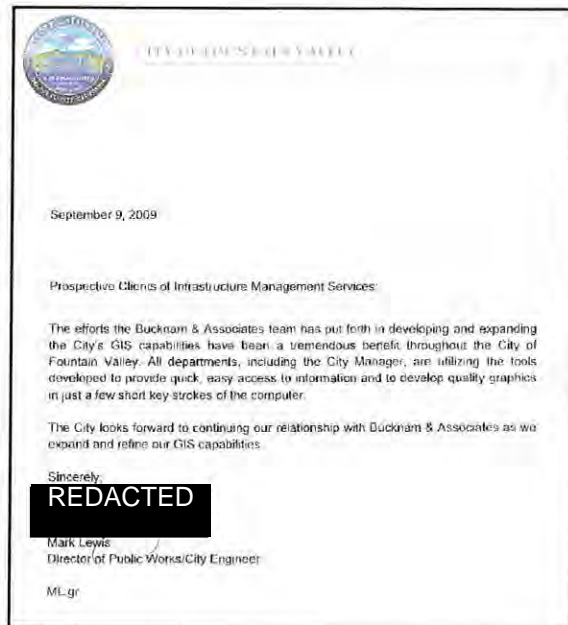 CITY OF FOUNTAIN VALLEY
September 9, 2009
Prospective Clients of Infrastructure Management Services:
The efforts the Bucknam & Associates team has put forth in developing and expanding
the City's GIS capabilities have been a tremendous benefit throughout the City of
Fountain Valley. All departments, including the City Manager, are utilizing the tools
developed to provide quick, easy access to information and to develop quality graphics
in just a few short key strokes of the computer.
The City looks forward to continuing our relationship with Bucknam & Associates as we
expand and refine our GIS capabilities.
Sincerely,
REDACTED
Mark Lewis
Director of Public Works/City Engineer
ML:gr